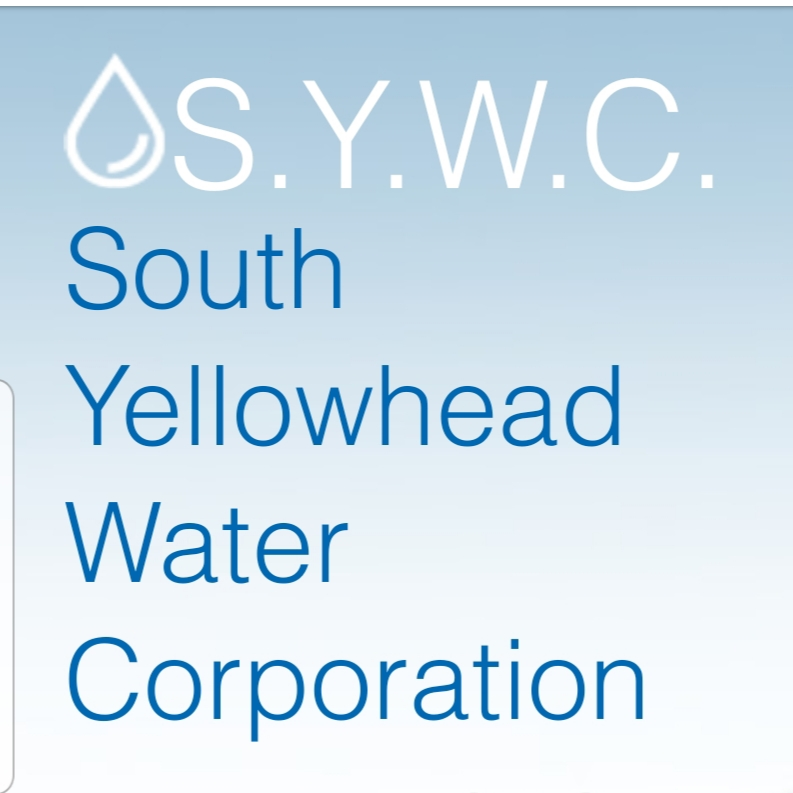 S.Y.W.C.
South
Yellowhead
Water
Corporation